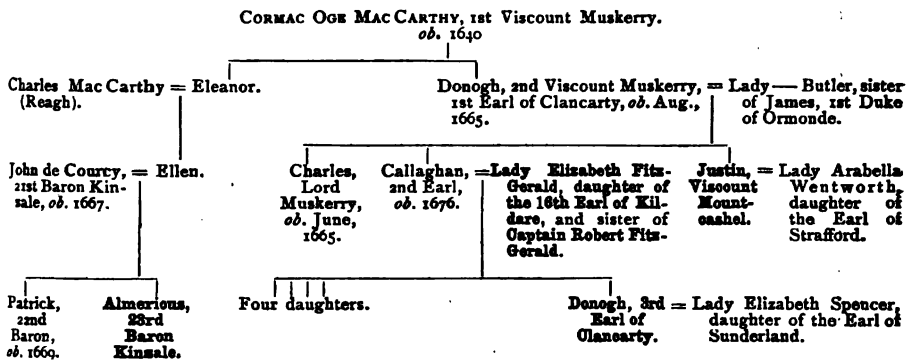 CORMAC OGE MAC CARTHY, 1st Viscount Muskerry.
ob. 1640
Charles Mac Carthy = Eleanor.
(Reagh).
Donogh, 2nd Viscount Muskerry, = Lady — Butler, sister
1st Earl of Clancarty, ob. Aug., of James, 1st Duke
1665. of Ormonde.
John de Courcy, = Ellen.
21st Baron Kin-
sale, ob. 1667.
Charles,
Lord
Muskerry,
ob. June,
1665.
Callaghan, = Lady Elizabeth Fitz-
2nd Earl, Gerald, daughter of
ob. 1676. the 16th Earl of Kil-
dare, and sister of
Captain Robert Fitz-
Gerald.
Justin, = Lady Arabella
Viscount Wentworth,
Mount- daughter of
cashel. the Earl of
Strafford.
Patrick,
22nd
Baron,
ob. 1669.
Almerious,
23rd
Baron
Kinsale.
Four daughters.
Donogh, 3rd = Lady Elizabeth Spencer,
Earl of daughter of the Earl of
Clancarty. Sunderland.